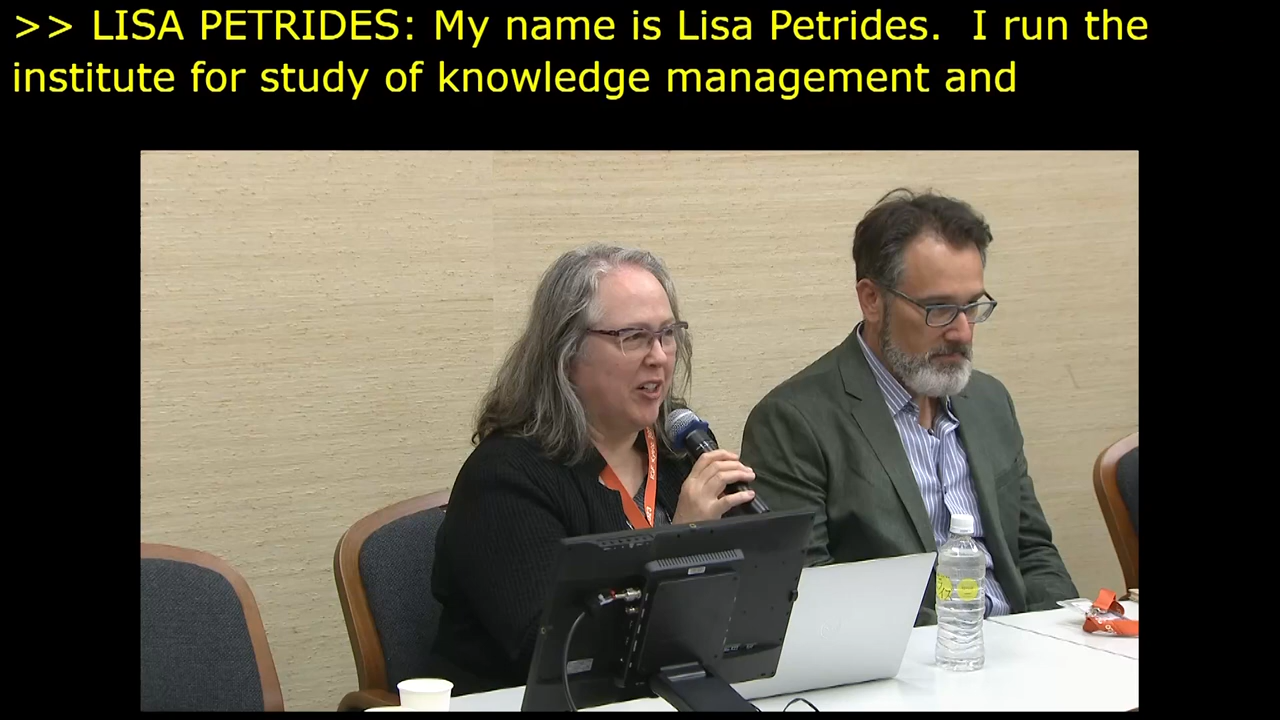 >> LISA PETRIDES: My name is Lisa Petrides.  I run the
institute for study of knowledge management and